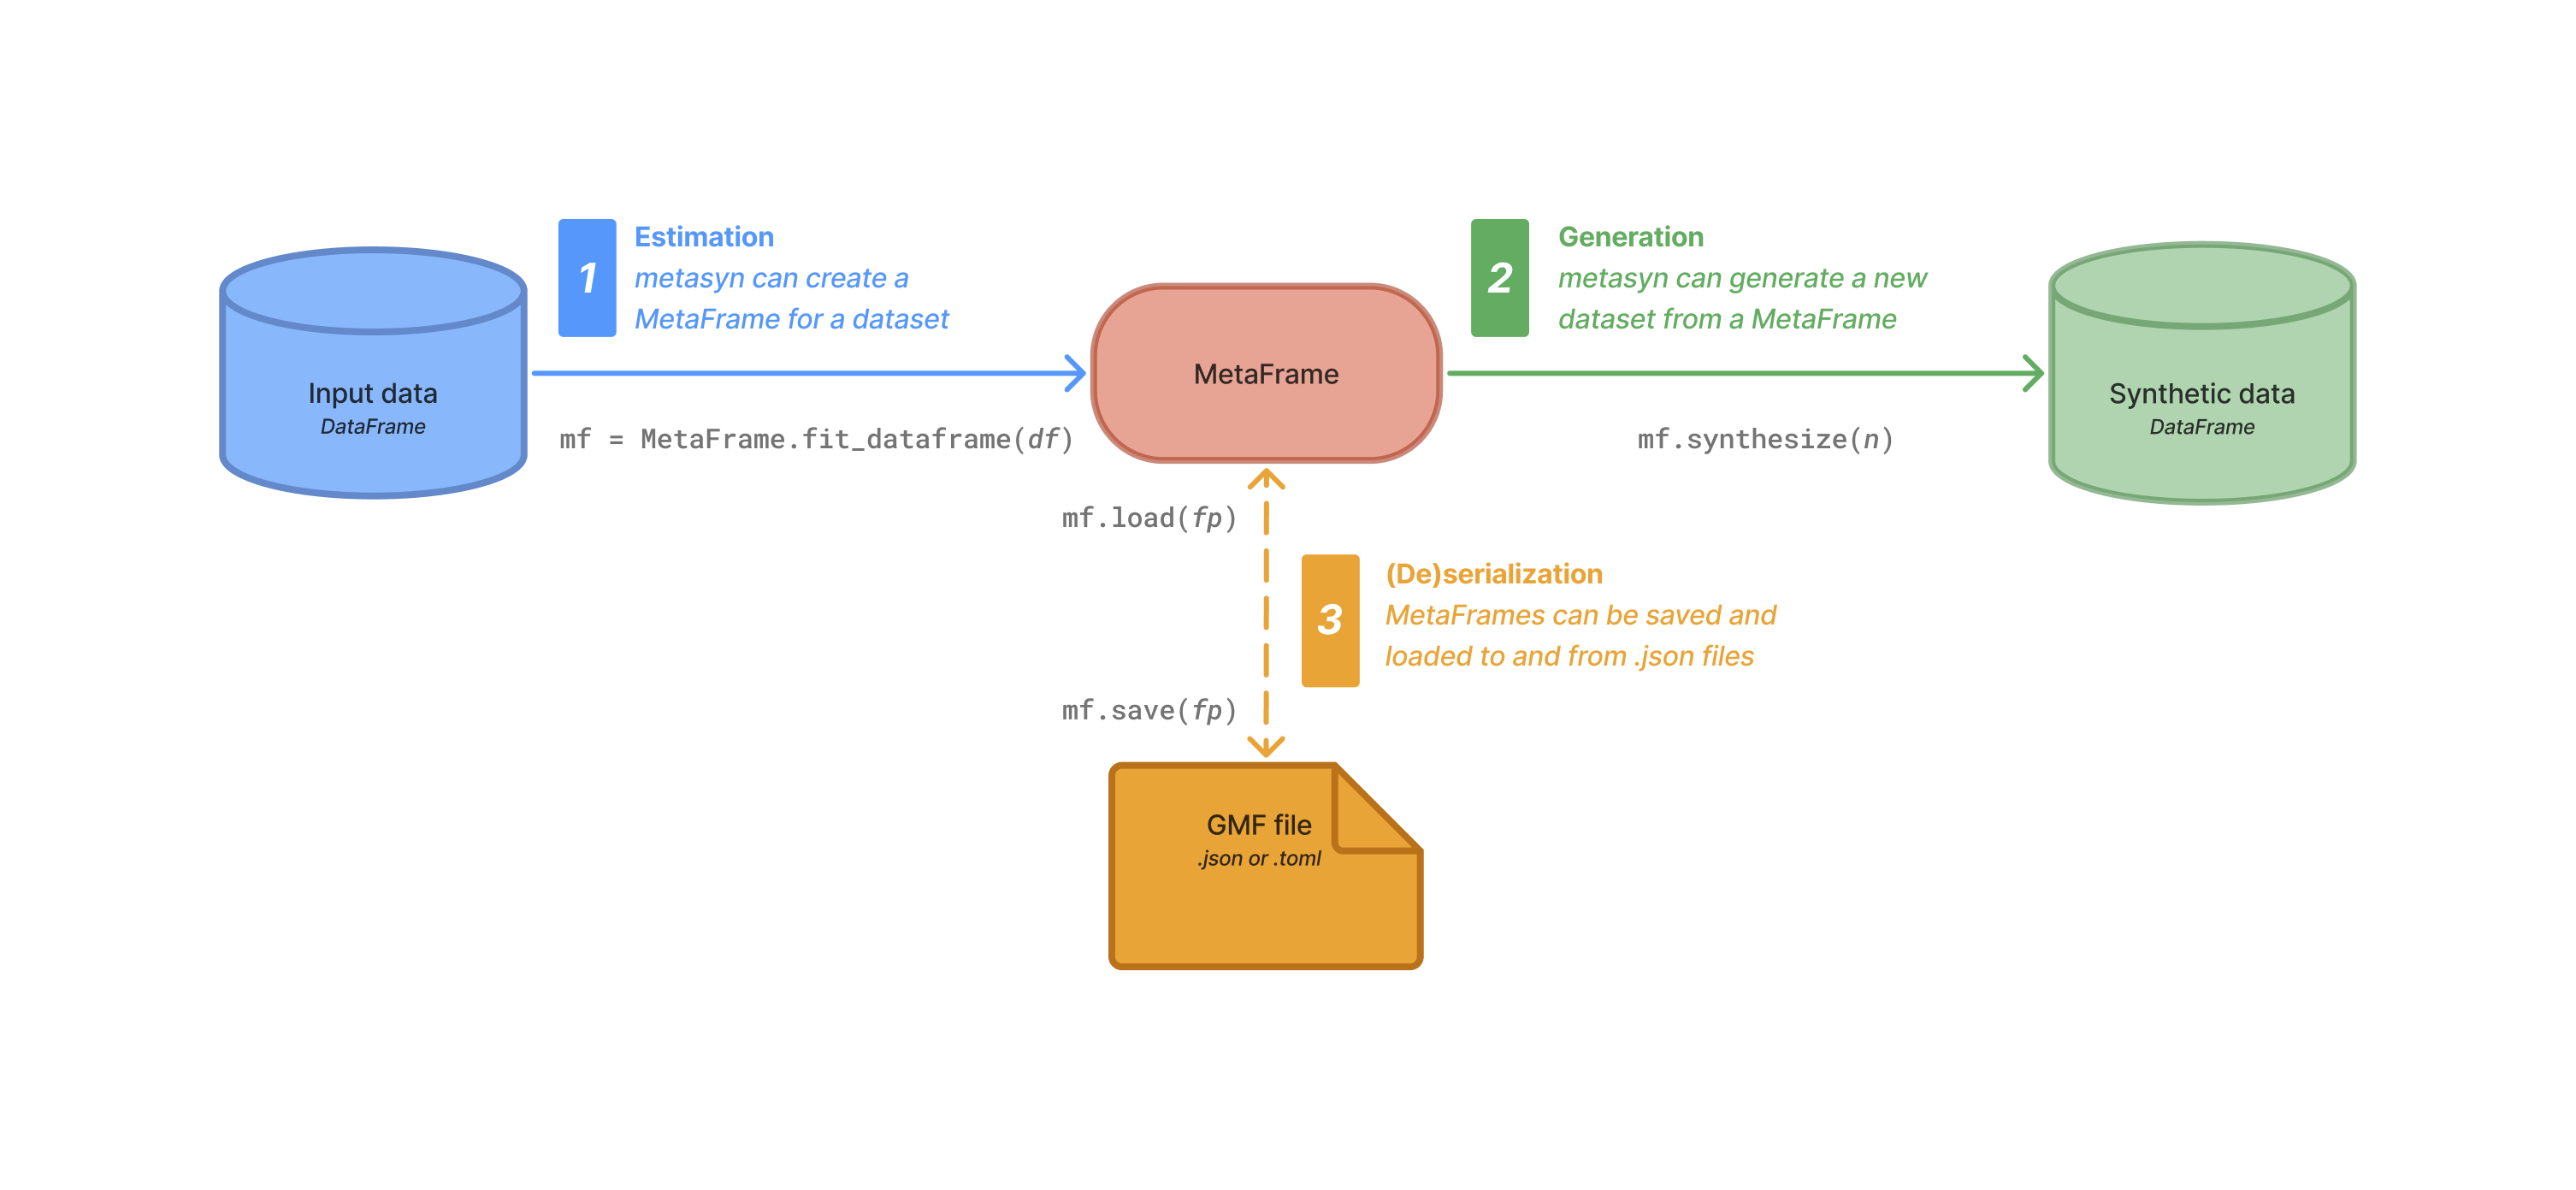 1
Estimation
metasyn can create a
MetaFrame for a dataset
2
Generation
metasyn can generate a new
dataset from a MetaFrame
Input data
DataFrame
mf = MetaFrame.fit_dataframe(df)
MetaFrame
mf.synthesize(n)
Synthetic data
DataFrame
mf.load(fp)
3
(De)serialization
MetaFrames can be saved and
loaded to and from .json files
mf.save(fp)
GMF file
.json or .toml